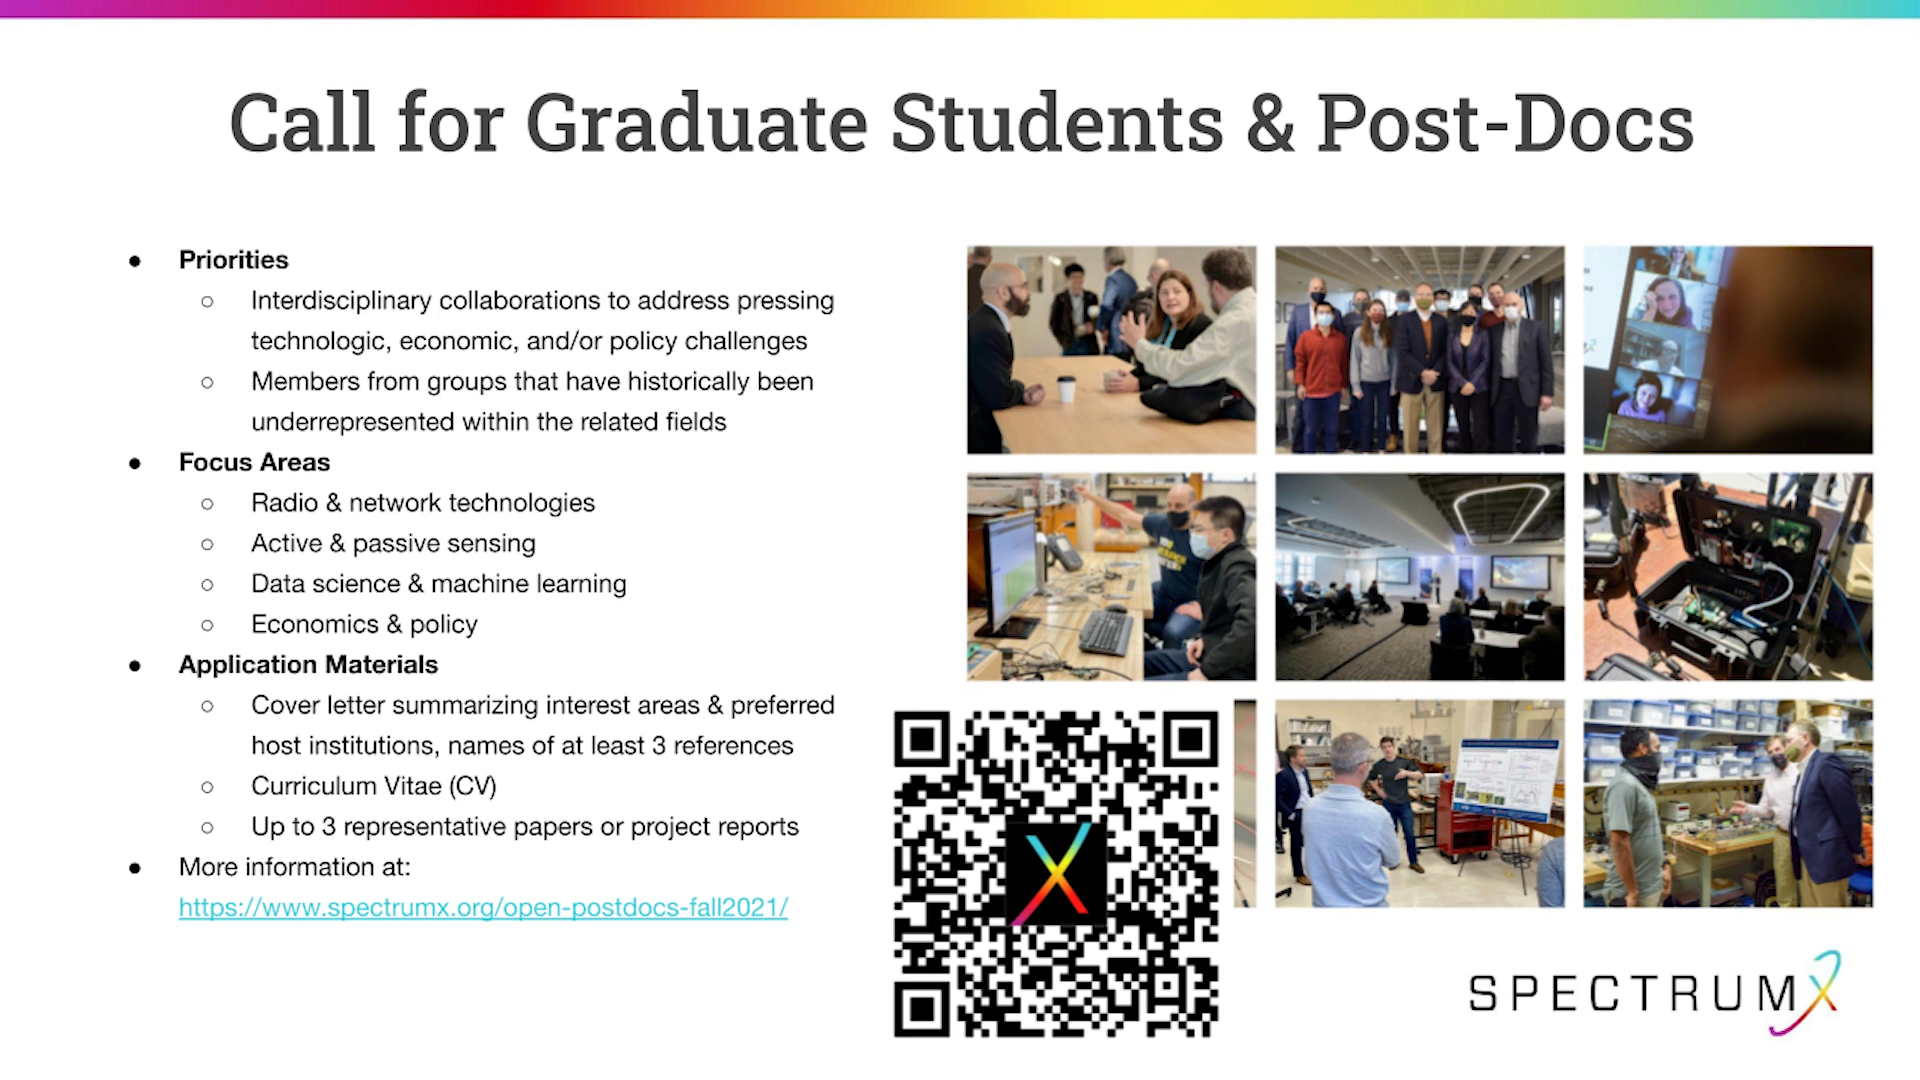 Call for Graduate Students & Post-Docs
● Priorities
○ Interdisciplinary collaborations to address pressing
technologic, economic, and/or policy challenges
○ Members from groups that have historically been
underrepresented within the related fields
● Focus Areas
○ Radio & network technologies
○ Active & passive sensing
○ Data science & machine learning
○ Economics & policy
● Application Materials
○ Cover letter summarizing interest areas & preferred
host institutions, names of at least 3 references
○ Curriculum Vitae (CV)
○ Up to 3 representative papers or project reports
● More information at:
https://www.spectrumx.org/open-postdocs-fall2021/
SPECTRUMX